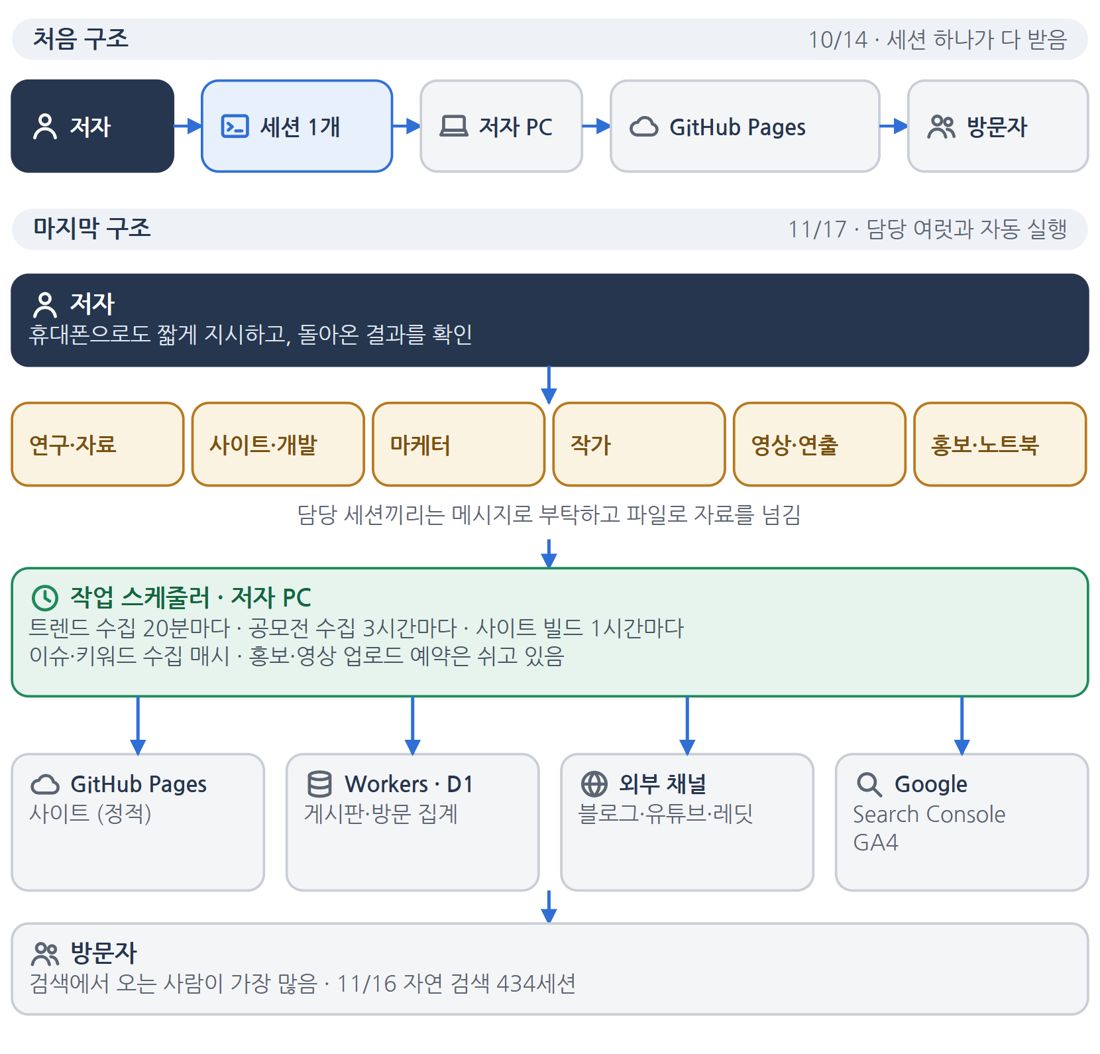 처음 구조
10/14 · 세션 하나가 다 받음
저자
세션 1개
저자 PC
GitHub Pages
방문자
마지막 구조
11/17 · 담당 여럿과 자동 실행
저자
휴대폰으로도 짧게 지시하고, 돌아온 결과를 확인
연구·자료
사이트·개발
마케터
작가
영상·연출
홍보·노트북
담당 세션끼리는 메시지로 부탁하고 파일로 자료를 넘김
작업 스케줄러 · 저자 PC
트렌드 수집 20분마다 · 공모전 수집 3시간마다 · 사이트 빌드 1시간마다
이슈·키워드 수집 매시 · 홍보·영상 업로드 예약은 쉬고 있음
GitHub Pages
사이트 (정적)
Workers · D1
게시판·방문 집계
외부 채널
블로그·유튜브·레딧
Google
Search Console
GA4
방문자
검색에서 오는 사람이 가장 많음 · 11/16 자연 검색 434세션